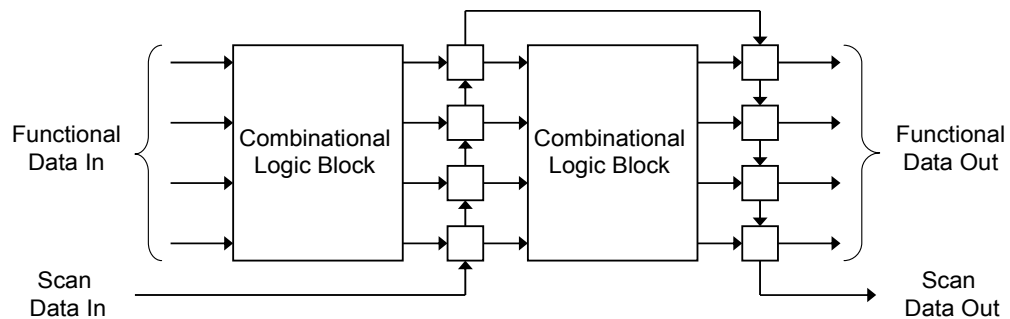 Functional
Data In
Combinational
Logic Block
Combinational
Logic Block
Functional
Data Out
Scan
Data In
Scan
Data Out